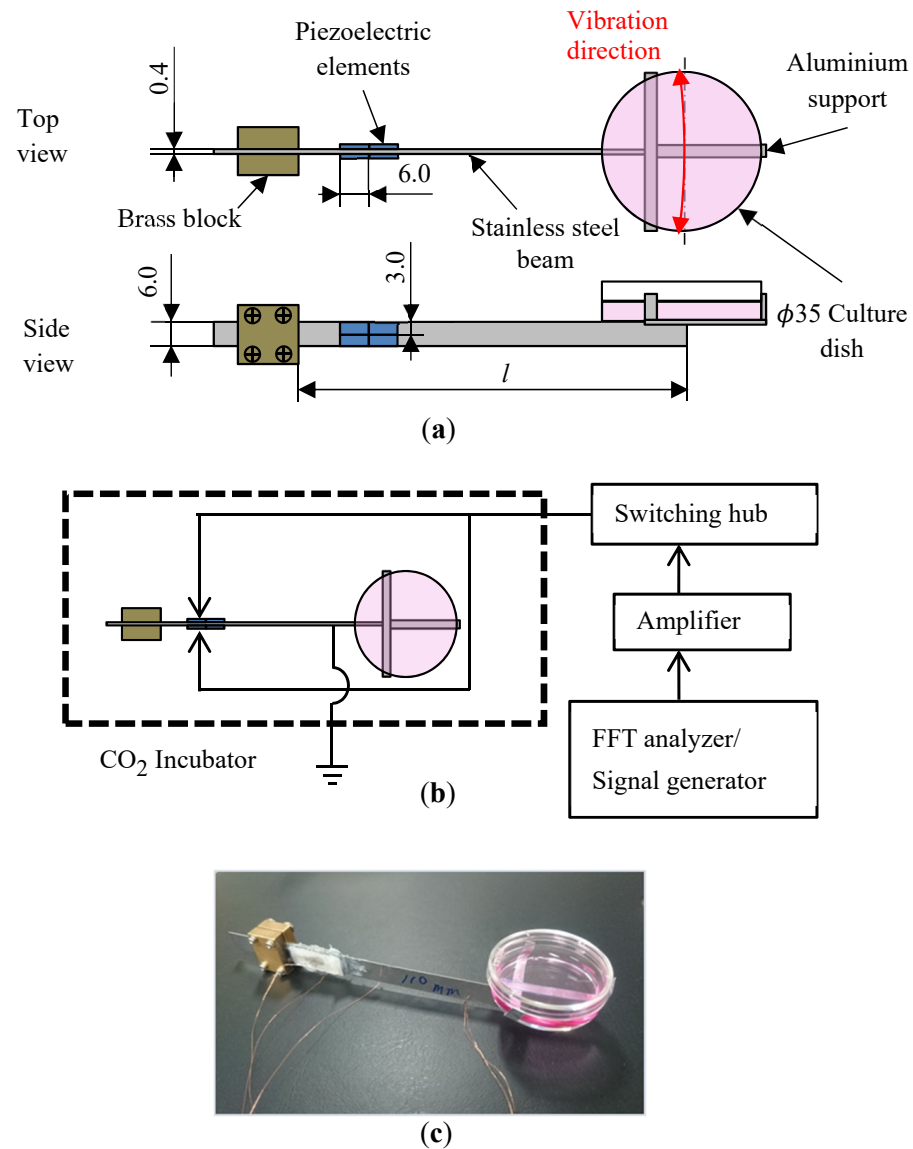 Piezoelectric
elements
Vibration
direction
Aluminium
support
0.4
Top
view
6.0
Brass block
Stainless steel
beam
6.0
3.0
Side
view
ϕ35 Culture
dish
l
(a)
Switching hub
Amplifier
FFT analyzer/
Signal generator
CO2 Incubator
(b)
110 mm
(c)